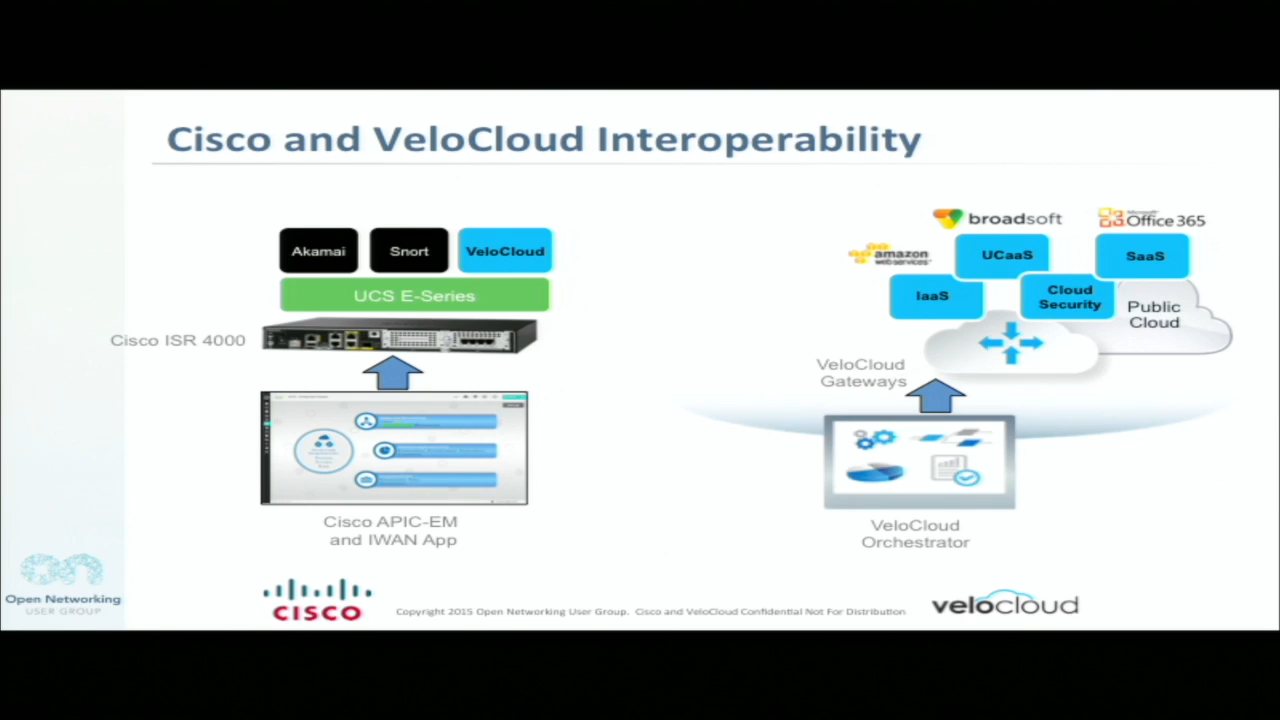 Cisco and VeloCloud Interoperability
broadsoft
Microsoft
Office 365
Akamai
Snort
VeloCloud
amazon
web services
UCaaS
SaaS
UCS E-Series
IaaS
Cloud
Security
Public
Cloud
Cisco ISR 4000
VeloCloud
Gateways
Cisco APIC-EM
and IWAN App
VeloCloud
Orchestrator
on
Open Networking
USER GROUP
CISCO
Copyright 2015 Open Networking User Group. Cisco and VeloCloud Confidential Not For Distribution
velocloud